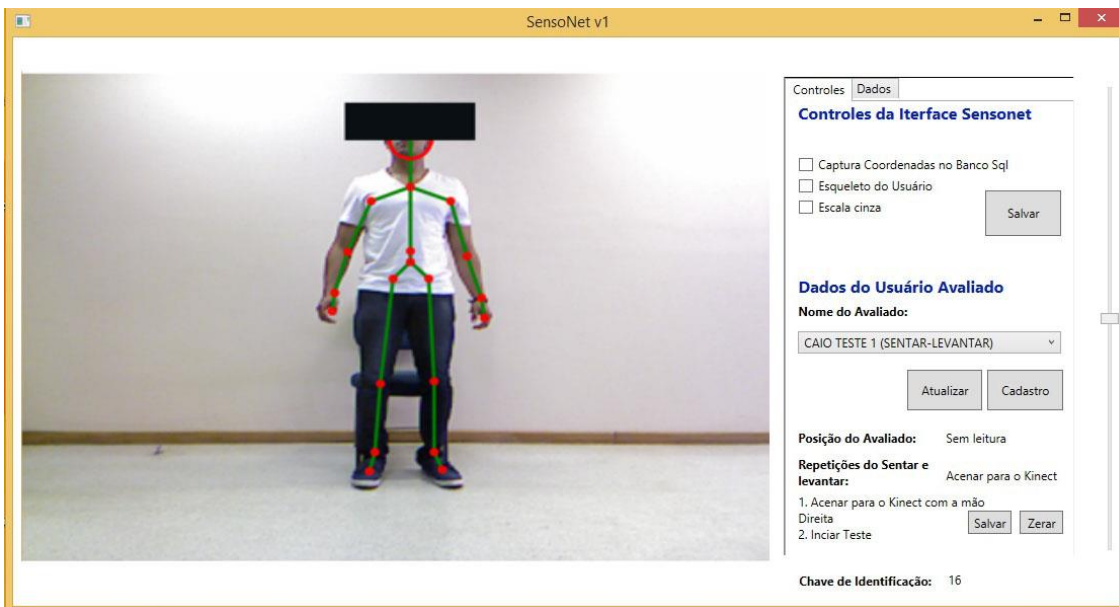 SensoNet v1
Controles Dados
Controles da Iterface Sensonet
Captura Coordenadas no Banco Sql
Esqueleto do Usuário
Escala cinza
Salvar
Dados do Usuário Avaliado
Nome do Avaliado:
CAIO TESTE 1 (SENTAR-LEVANTAR)
Atualizar Cadastro
Posição do Avaliado: Sem leitura
Repetições do Sentar e
levantar: Acenar para o Kinect
1. Acenar para o Kinect com a mão
Direita
2. Inciar Teste
Salvar Zerar
Chave de Identificação: 16